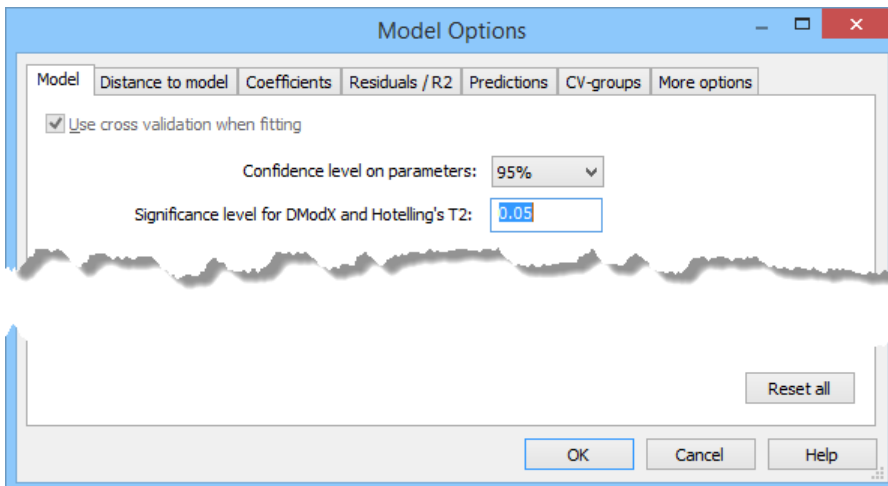 Model Options
Model Distance to model Coefficients Residuals / R2 Predictions CV-groups More options
Use cross validation when fitting
Confidence level on parameters: 95%
Significance level for DModX and Hotelling's T2: 0.05
Reset all
OK Cancel Help